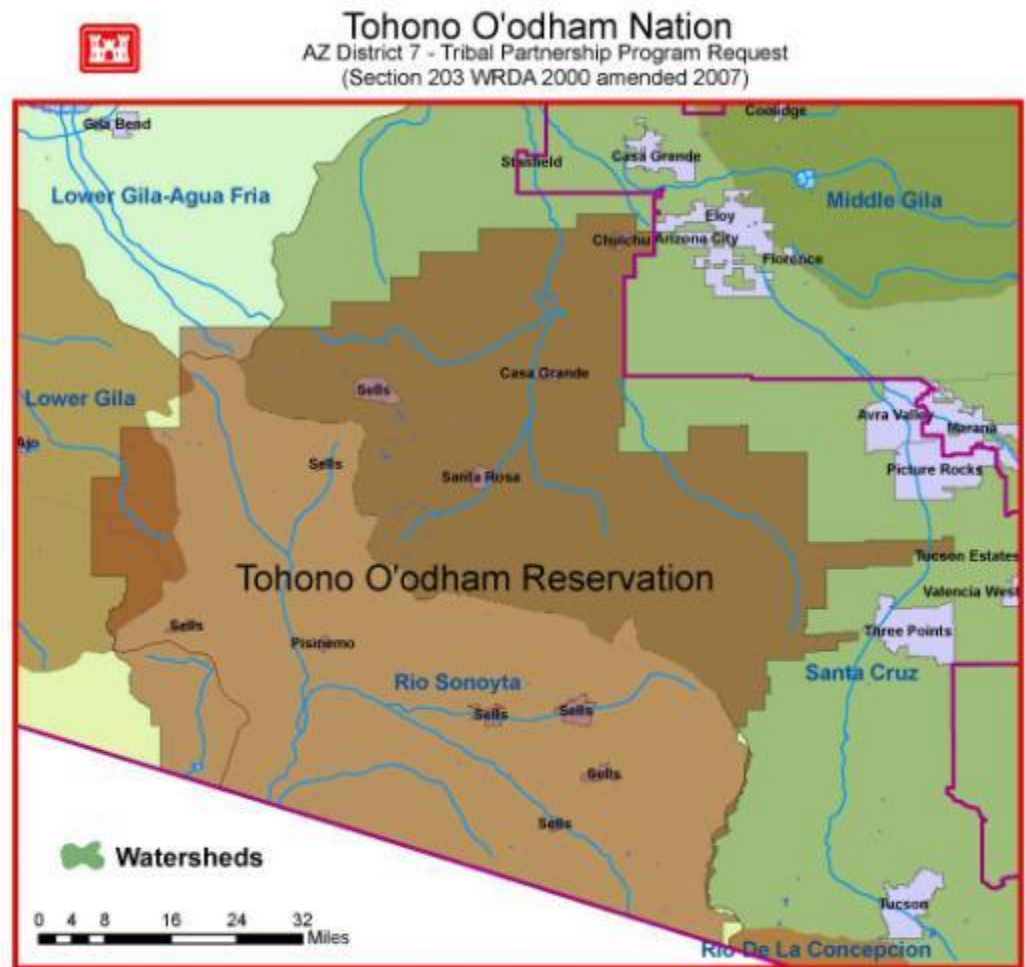 Tohono O'odham Nation
AZ District 7 - Tribal Partnership Program Request
(Section 203 WRDA 2000 amended 2007)
Coolidge
Gila Bend
Stanfield
Casa Grande
Lower Gila-Agua Fria
Middle Gila
Eloy
Chuichu
Arizona City
Florence
Casa Grande
Sells
Lower Gila
Avra Valley
Marana
Ajo
Sells
Santa Rosa
Picture Rocks
Tucson Estates
Tohono O'odham Reservation
Valencia West
Sells
Three Points
Pisinemo
Santa Cruz
Rio Sonoyta
Sells
Sells
Sells
Sells
Watersheds
Tucson
0 4 8 16 24 32
Miles
Rio De La Concepcion